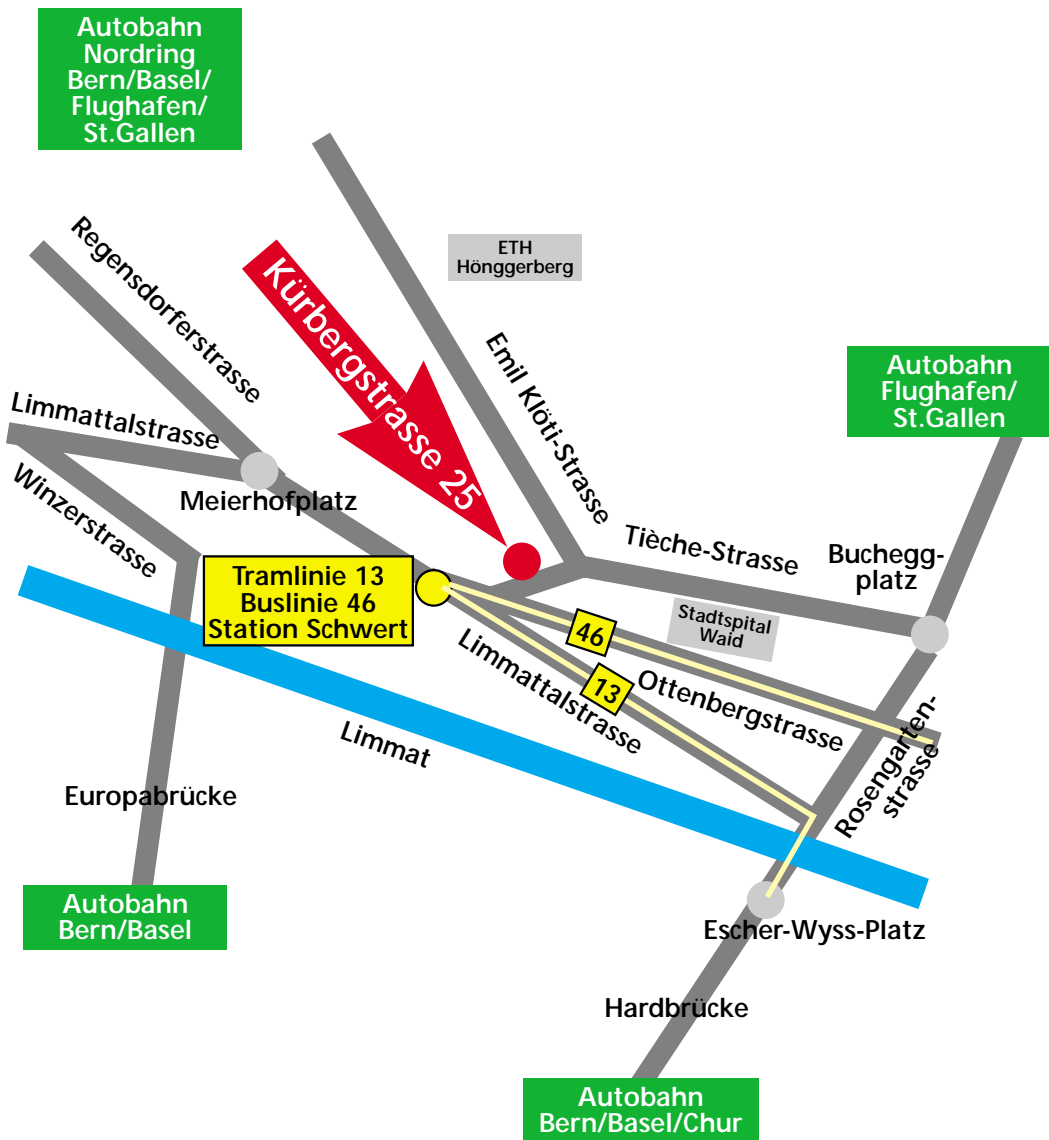 Autobahn
Nordring
Bern/Basel/
Flughafen/
St.Gallen
Regensdorferstrasse
ETH
Hönggerberg
Kürbergstrasse 25
Emil Klöti-Strasse
Autobahn
Flughafen/
St.Gallen
Limmattalstrasse
Winzerstrasse
Meierhofplatz
Tièche-Strasse
Buchegg-
platz
Tramlinie 13
Buslinie 46
Station Schwert
Stadtspital
Waid
46
13
Limmattalstrasse
Ottenbergstrasse
Rosengarten-
strasse
Limmat
Europabrücke
Autobahn
Bern/Basel
Escher-Wyss-Platz
Hardbrücke
Autobahn
Bern/Basel/Chur